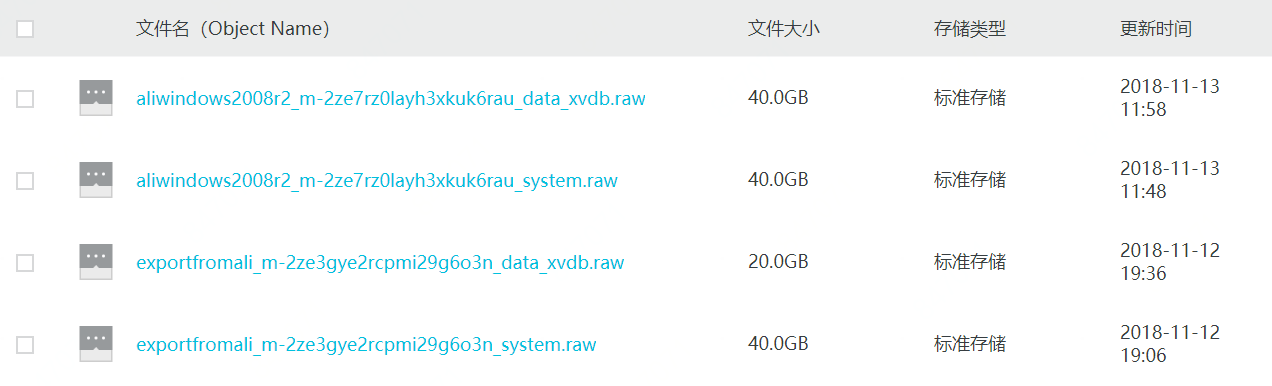 文件名（Object Name） 文件大小 存储类型 更新时间
aliwindows2008r2_m-2ze7rz0layh3xkuk6rau_data_xvdb.raw 40.0GB 标准存储 2018-11-13
11:58
aliwindows2008r2_m-2ze7rz0layh3xkuk6rau_system.raw 40.0GB 标准存储 2018-11-13
11:48
exportfromali_m-2ze3gye2rcpmi29g6o3n_data_xvdb.raw 20.0GB 标准存储 2018-11-12
19:36
exportfromali_m-2ze3gye2rcpmi29g6o3n_system.raw 40.0GB 标准存储 2018-11-12
19:06